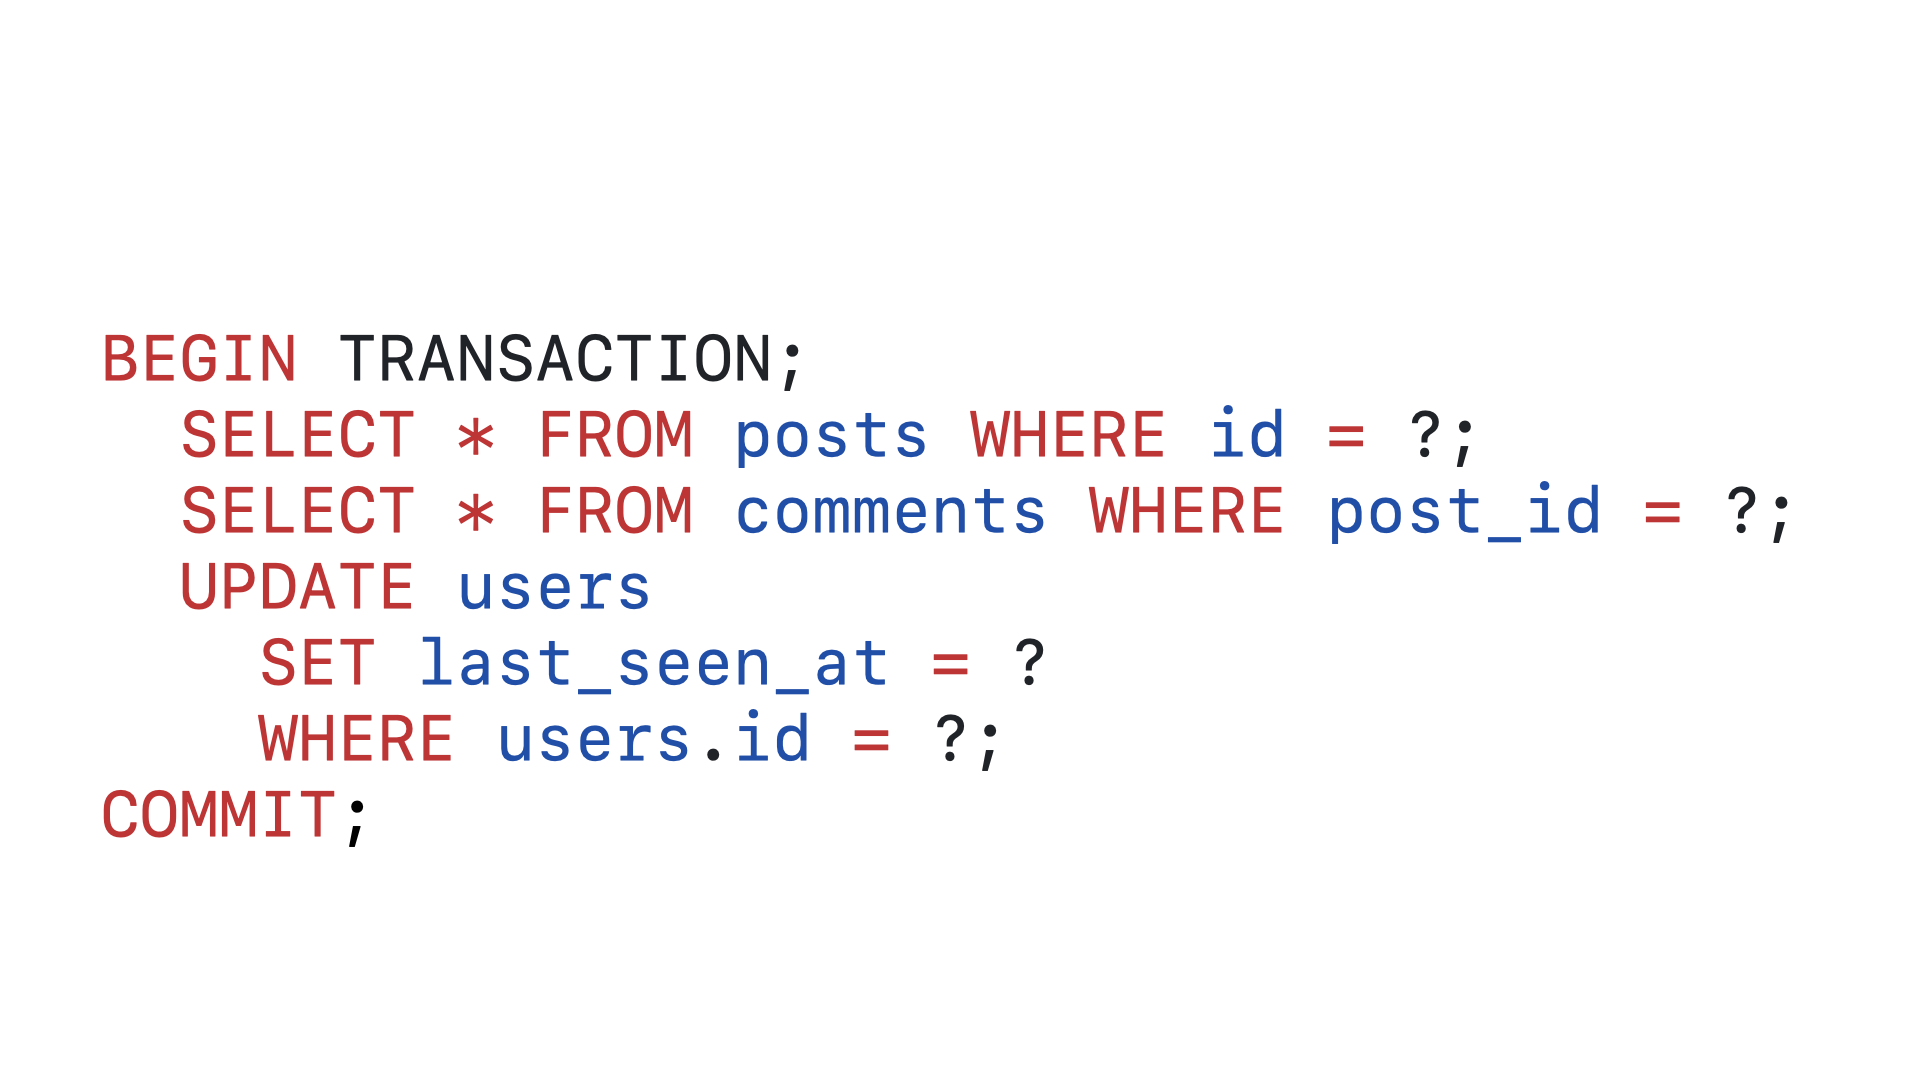 BEGIN TRANSACTION;
  SELECT * FROM posts WHERE id = ?;
  SELECT * FROM comments WHERE post_id = ?;
  UPDATE users
    SET last_seen_at = ?
    WHERE users.id = ?;
COMMIT;